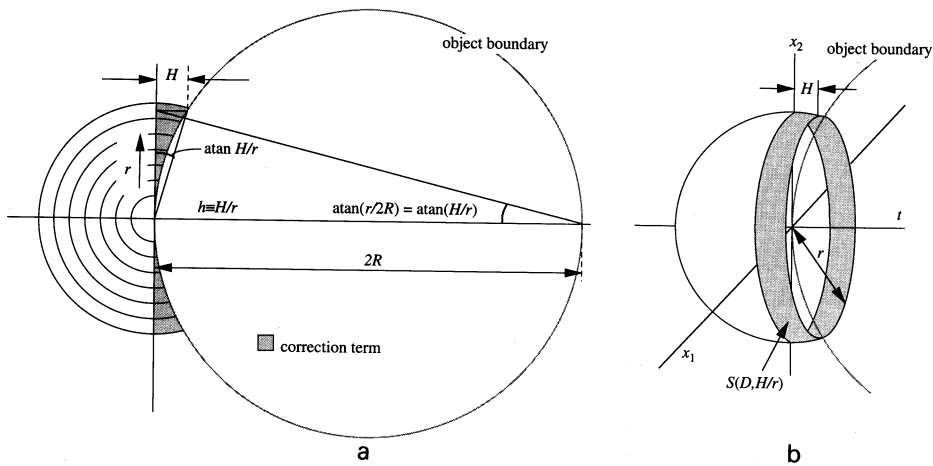 object boundary
H
atan H/r
r
h≡H/r
atan(r/2R) = atan(H/r)
2R
correction term
a
x₂
object boundary
H
t
r
x₁
S(D,H/r)
b